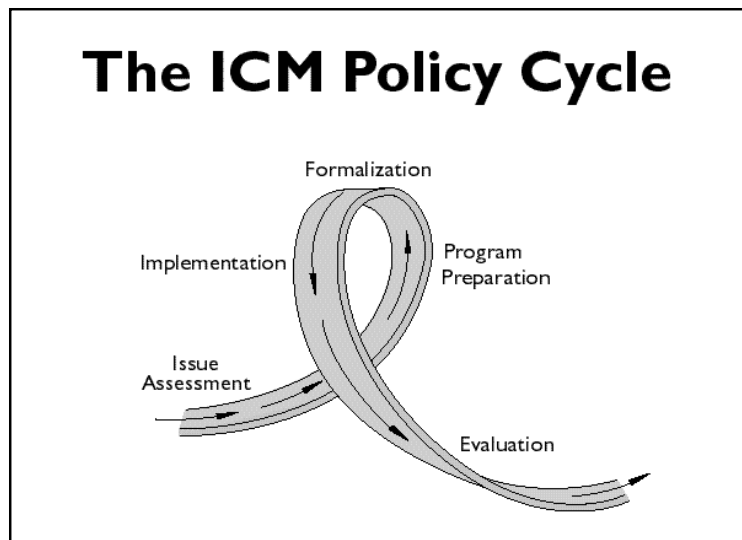 The ICM Policy Cycle
Formalization
Implementation
Program
Preparation
Issue
Assessment
Evaluation